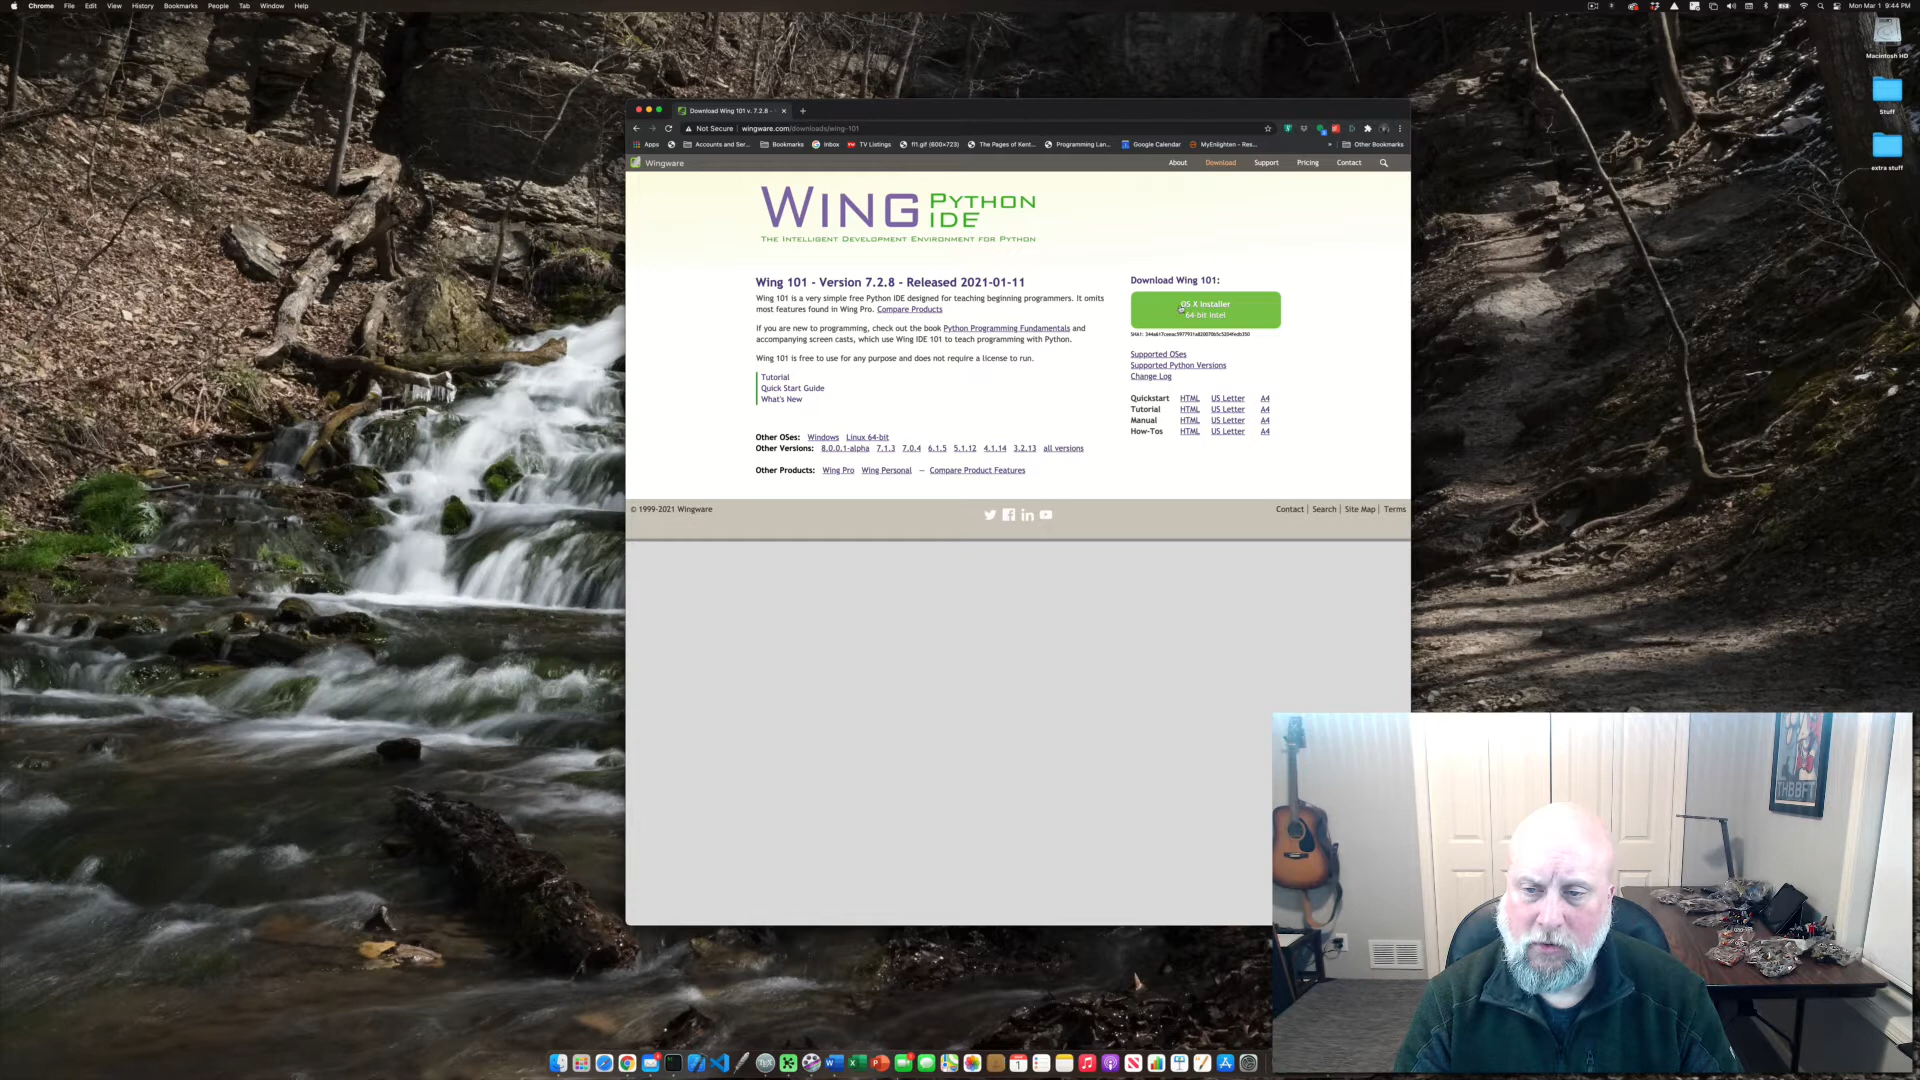 Chrome File Edit View History Bookmarks People Tab Window Help
Mon Mar 1 9:44 PM
Macintosh HD
Stuff
extra stuff
Download Wing 101 v. 7.2.8 -
Not Secure | wingware.com/downloads/wing-101
Apps Accounts and Ser... Bookmarks Inbox TV Listings fl1.gif (600×723) The Pages of Kent... Programming Lan... Google Calendar MyEnlighten - Res... » Other Bookmarks
Wingware About Download Support Pricing Contact
WING PYTHON IDE
THE INTELLIGENT DEVELOPMENT ENVIRONMENT FOR PYTHON
Wing 101 - Version 7.2.8 - Released 2021-01-11
Wing 101 is a very simple free Python IDE designed for teaching beginning programmers. It omits
most features found in Wing Pro. Compare Products
If you are new to programming, check out the book Python Programming Fundamentals and
accompanying screen casts, which use Wing IDE 101 to teach programming with Python.
Wing 101 is free to use for any purpose and does not require a license to run.
Tutorial
Quick Start Guide
What's New
Other OSes: Windows Linux 64-bit
Other Versions: 8.0.0.1-alpha 7.1.3 7.0.4 6.1.5 5.1.12 4.1.14 3.2.13 all versions
Other Products: Wing Pro Wing Personal — Compare Product Features
Download Wing 101:
OS X Installer
64-bit Intel
Supported OSes
Supported Python Versions
Change Log
Quickstart HTML US Letter A4
Tutorial HTML US Letter A4
Manual HTML US Letter A4
How-Tos HTML US Letter A4
© 1999-2021 Wingware
Contact | Search | Site Map | Terms
THBBFT